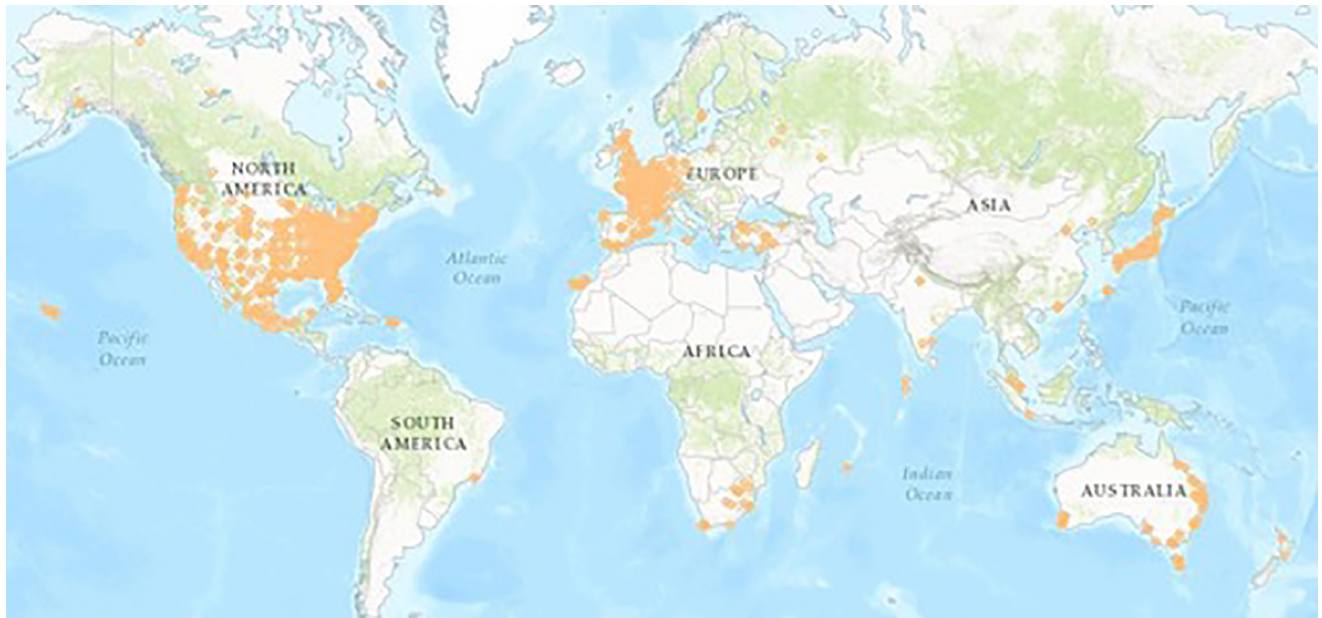 NORTH
AMERICA
EUROPE
ASIA
Atlantic
Ocean
Pacific
Ocean
Pacific
Ocean
AFRICA
SOUTH
AMERICA
Indian
Ocean
AUSTRALIA